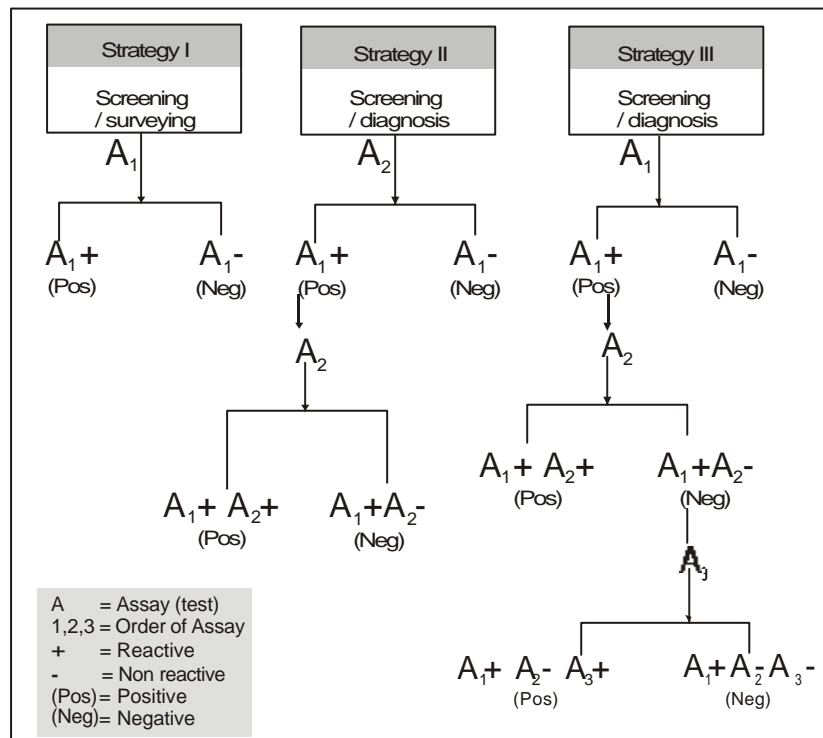 Strategy I
Screening
/ surveying
A₁
A₁+
(Pos)
A₁-
(Neg)
Strategy II
Screening
/ diagnosis
A₂
A₁+
(Pos)
A₁-
(Neg)
A₂
A₁+ A₂+
(Pos)
A₁+A₂-
(Neg)
Strategy III
Screening
/ diagnosis
A₁
A₁+
(Pos)
A₁-
(Neg)
A₂
A₁+ A₂+
(Pos)
A₁+A₂-
(Neg)
A₃
A₁+ A₂- A₃+
(Pos)
A₁+A₂-A₃-
(Neg)
A = Assay (test)
1,2,3 = Order of Assay
+ = Reactive
- = Non reactive
(Pos) = Positive
(Neg) = Negative